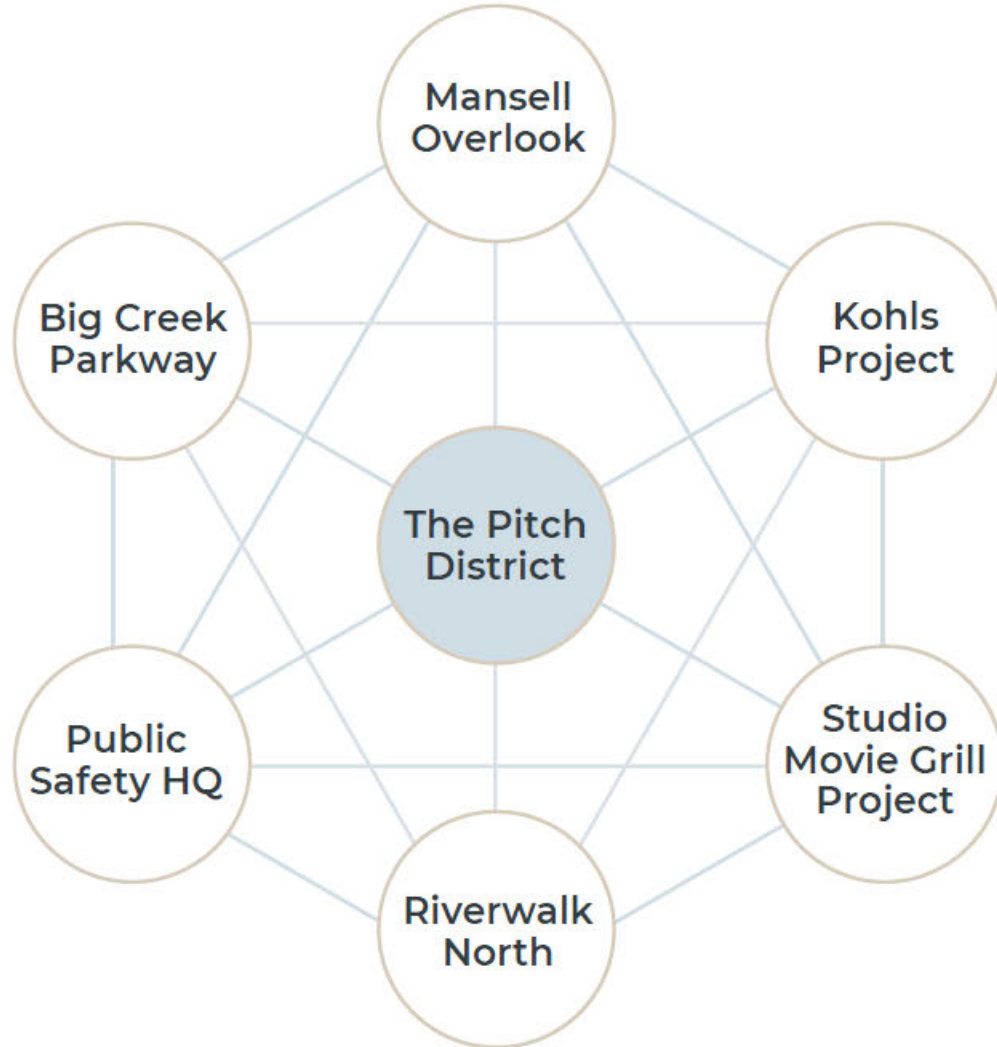 Mansell
Overlook
Big Creek
Parkway
Kohls
Project
The Pitch
District
Public
Safety HQ
Studio
Movie Grill
Project
Riverwalk
North